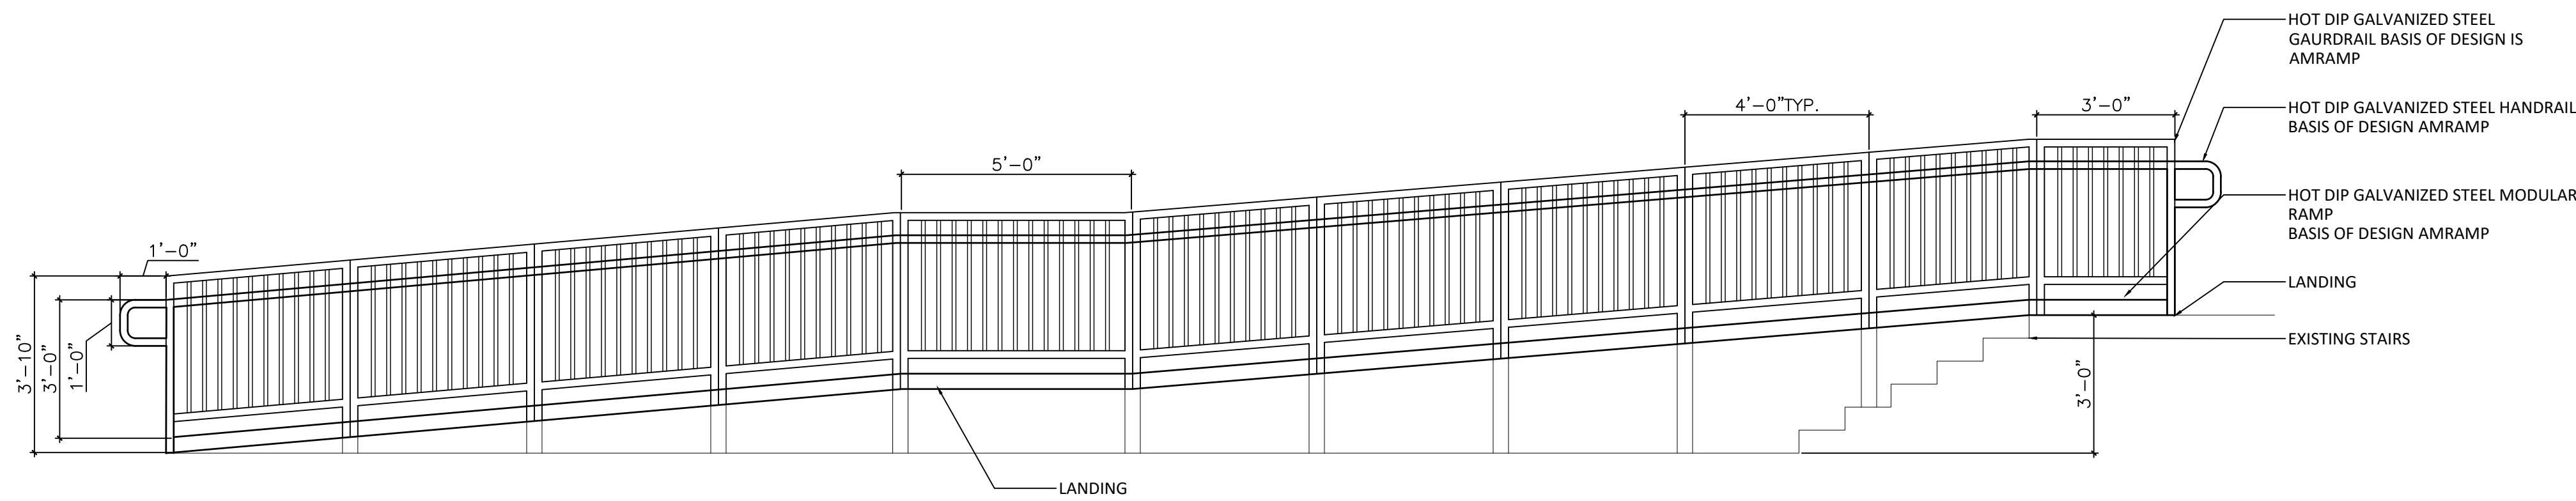 HOT DIP GALVANIZED STEEL
GAURDRAIL BASIS OF DESIGN IS
AMRAMP
4'-0"TYP.
3'-0"
HOT DIP GALVANIZED STEEL HANDRAIL
BASIS OF DESIGN AMRAMP
5'-0"
HOT DIP GALVANIZED STEEL MODULAR
RAMP
BASIS OF DESIGN AMRAMP
1'-0"
LANDING
3'-10"
3'-0"
1'-0"
EXISTING STAIRS
3'-0"
LANDING